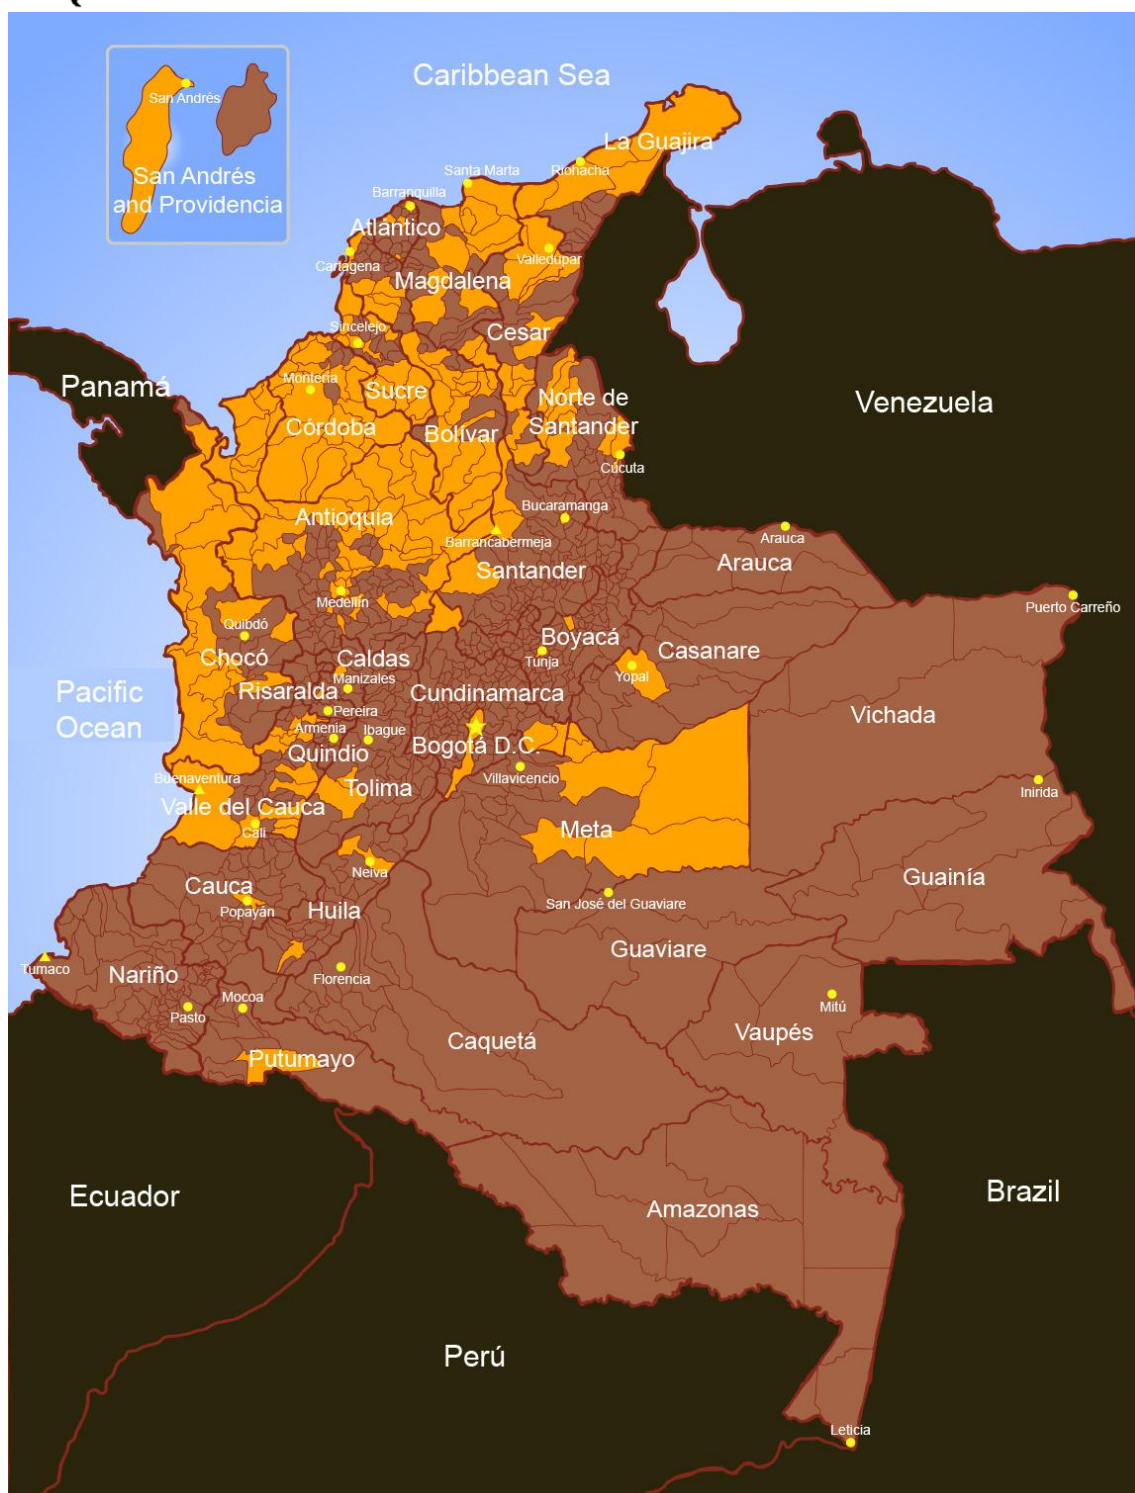 Caribbean Sea
San Andrés
San Andrés
and Providencia
La Guajira
Riohacha
Santa Marta
Barranquilla
Atlántico
Cartagena
Valledupar
Magdalena
Sincelejo
Cesar
Panamá
Montería
Sucre
Norte de
Santander
Venezuela
Córdoba
Bolívar
Cúcuta
Antioquia
Bucaramanga
Barrancabermeja
Arauca
Arauca
Santander
Medellín
Puerto Carreño
Quibdó
Chocó
Boyacá
Tunja
Casanare
Yopal
Caldas
Manizales
Pacific
Ocean
Risaralda
Cundinamarca
Pereira
Vichada
Armenia
Ibague
Quindio
Bogotá D.C.
Villavicencio
Buenaventura
Tolima
Valle del Cauca
Inirida
Cali
Meta
Neiva
Cauca
Popayán
Huila
San José del Guaviare
Guainía
Guaviare
Tumaco
Nariño
Florencia
Mocoa
Pasto
Mitú
Vaupés
Caquetá
Putumayo
Ecuador
Amazonas
Brazil
Perú
Leticia